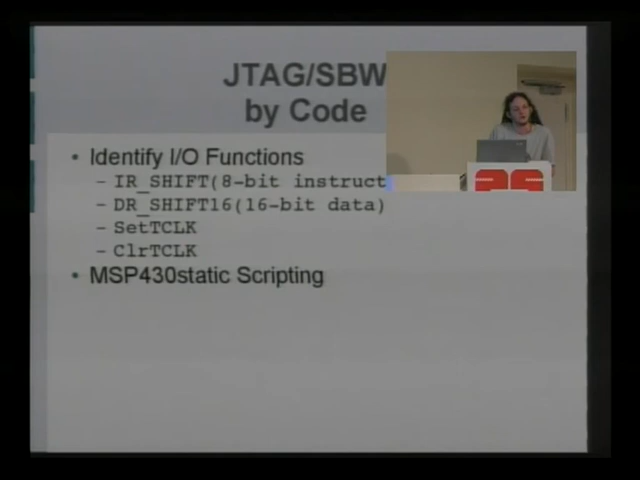 JTAG/SBW
by Code
• Identify I/O Functions
– IR_SHIFT(8-bit instruct
– DR_SHIFT16(16-bit data)
– SetTCLK
– ClrTCLK
• MSP430static Scripting